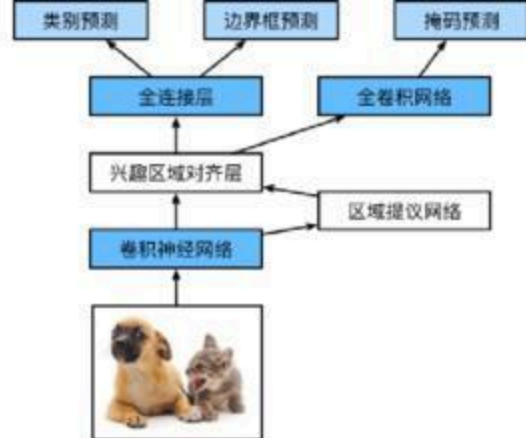 类别预测
边界框预测
掩码预测
全连接层
全卷积网络
兴趣区域对齐层
区域提议网络
卷积神经网络